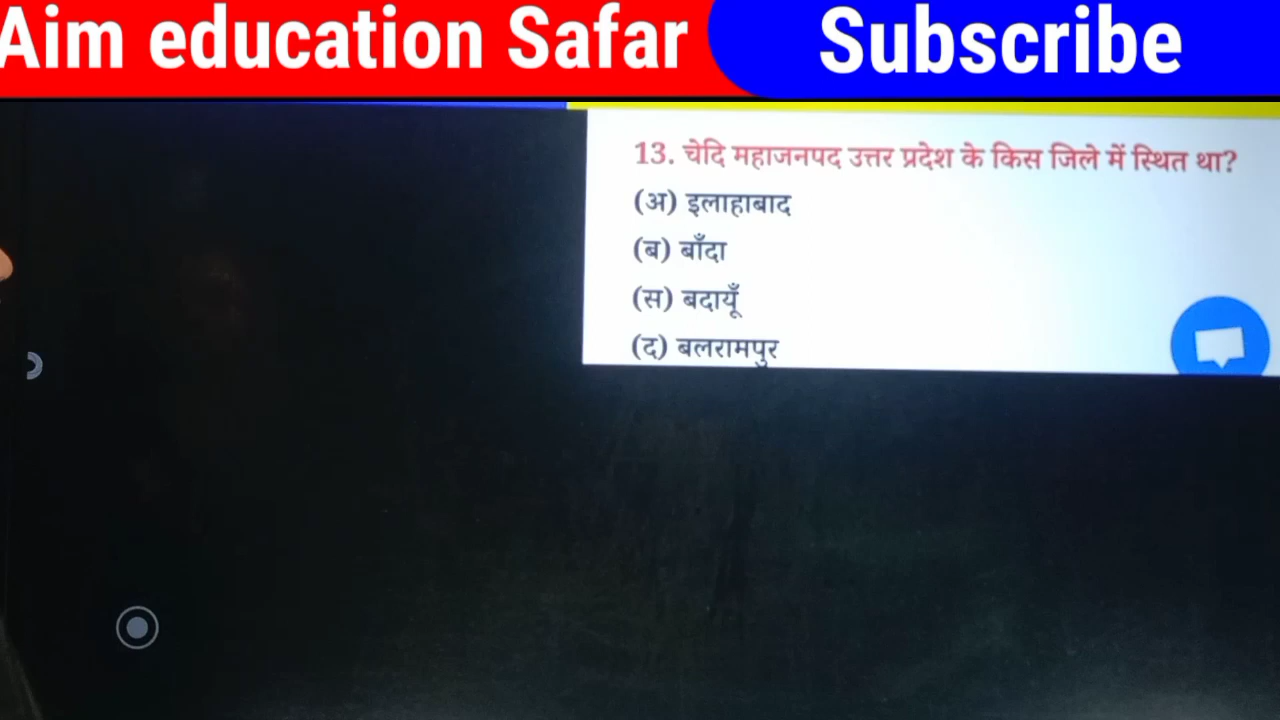 Aim education Safar
Subscribe
13. चेदि महाजनपद उत्तर प्रदेश के किस जिले में स्थित था?
(अ) इलाहाबाद
(ब) बाँदा
(स) बदायूँ
(द) बलरामपुर